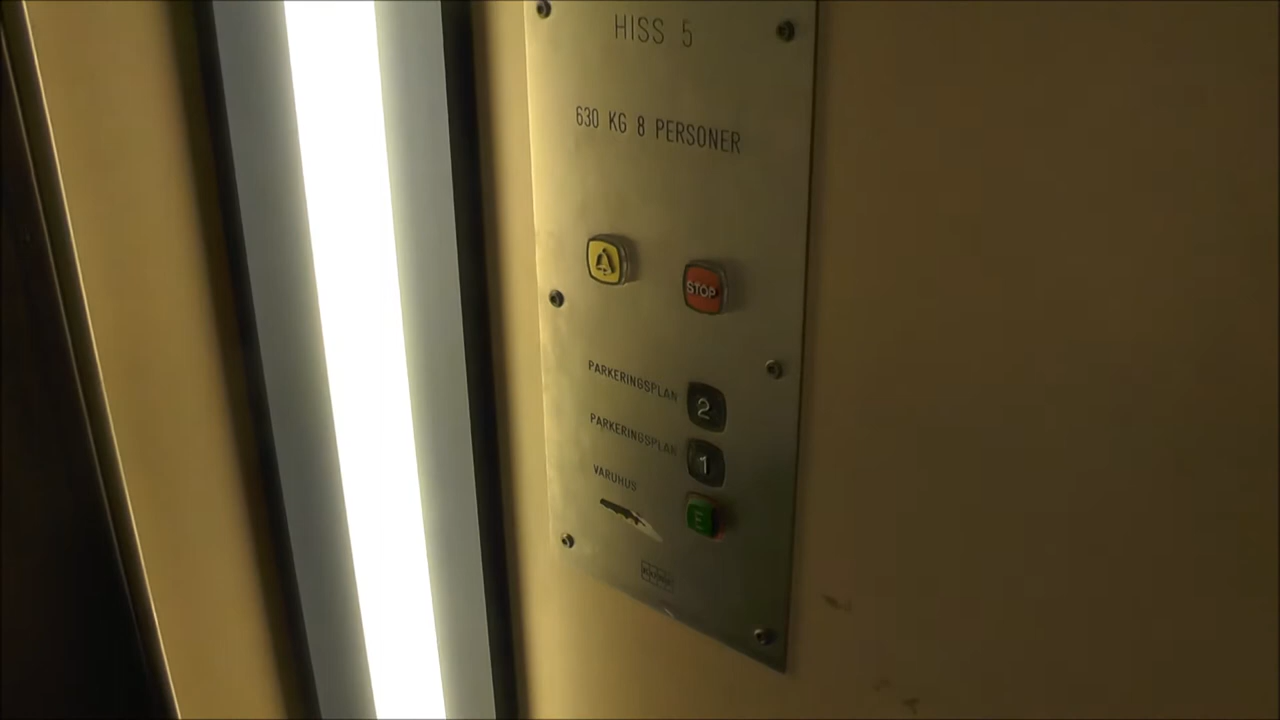 HISS 5
630 KG 8 PERSONER
STOP
PARKERINGSPLAN 2
PARKERINGSPLAN 1
VARUHUS E